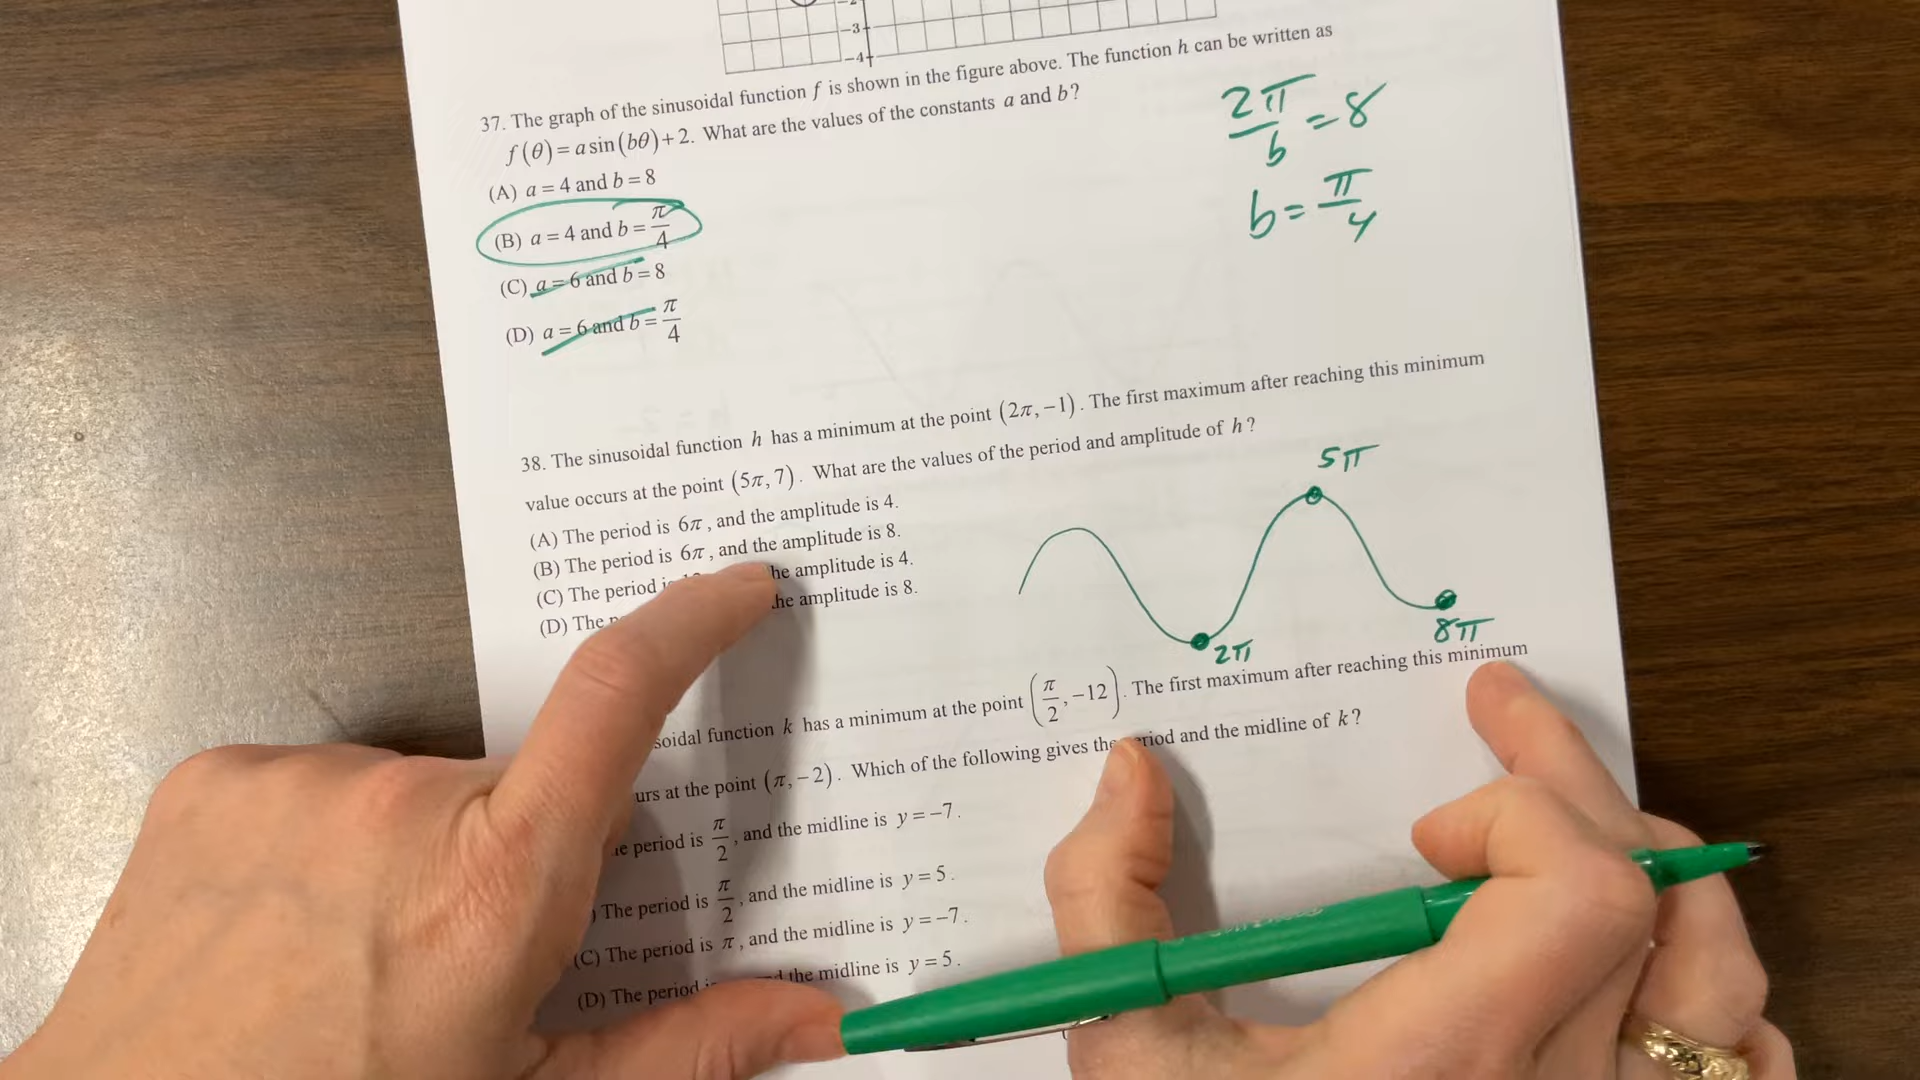 -3
-4
37. The graph of the sinusoidal function f is shown in the figure above. The function h can be written as
f(θ) = a sin(bθ) + 2. What are the values of the constants a and b?
(A) a = 4 and b = 8
(B) a = 4 and b = π/4
(C) a = 6 and b = 8
(D) a = 6 and b = π/4
2π/b = 8
b = π/4
38. The sinusoidal function h has a minimum at the point (2π, −1). The first maximum after reaching this minimum
value occurs at the point (5π, 7). What are the values of the period and amplitude of h?
(A) The period is 6π, and the amplitude is 4.
(B) The period is 6π, and the amplitude is 8.
(C) The period he amplitude is 4.
(D) The the amplitude is 8.
5π
2π
8π
soidal function k has a minimum at the point (π/2, −12). The first maximum after reaching this minimum
urs at the point (π, −2). Which of the following gives the period and the midline of k?
period is π/2, and the midline is y = −7.
) The period is π/2, and the midline is y = 5.
(C) The period is π, and the midline is y = −7.
(D) The period the midline is y = 5.